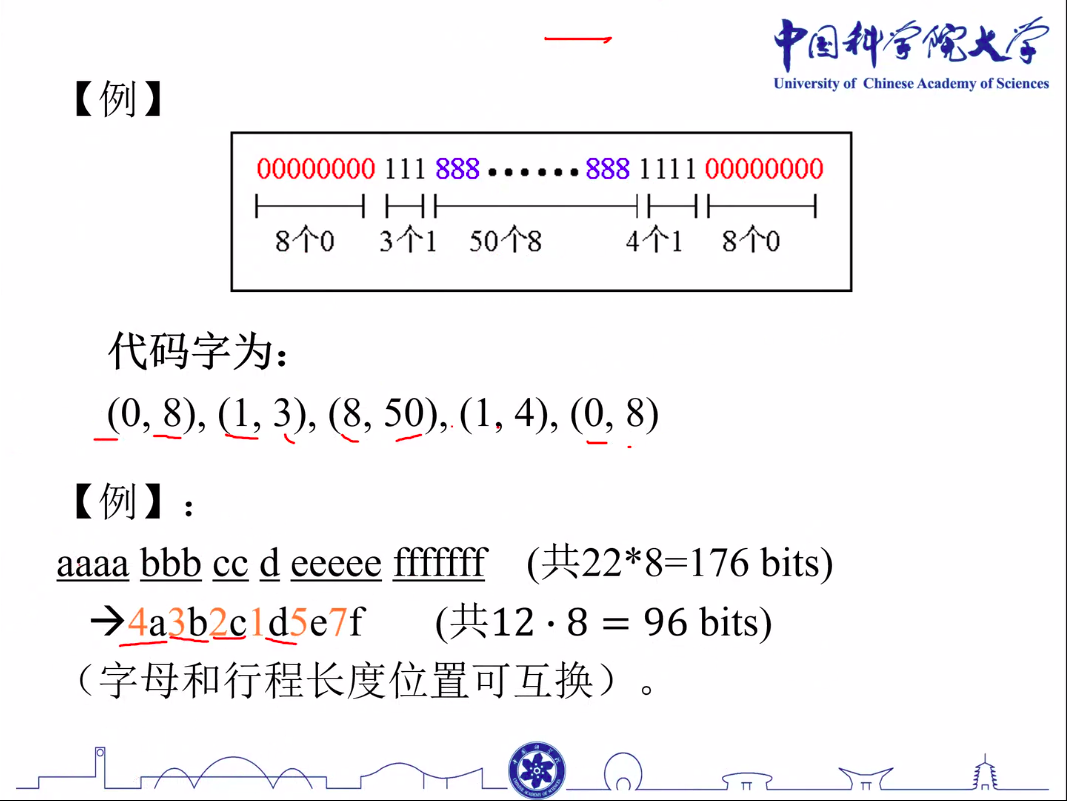 中国科学院大学
University of Chinese Academy of Sciences
【例】
00000000 111 888 •••••• 888 1111 00000000
8个0 3个1 50个8 4个1 8个0
代码字为：
(0, 8), (1, 3), (8, 50), (1, 4), (0, 8)
【例】：
aaaa bbb cc d eeeee fffffff (共22*8=176 bits)
→4a3b2c1d5e7f (共12 · 8 = 96 bits)
（字母和行程长度位置可互换）。